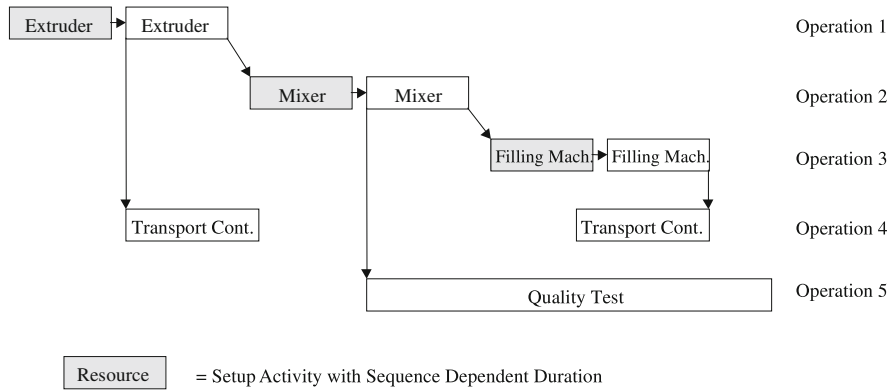 Extruder Extruder Operation 1
Mixer Mixer Operation 2
Filling Mach. Filling Mach. Operation 3
Transport Cont. Transport Cont. Operation 4
Quality Test Operation 5
Resource = Setup Activity with Sequence Dependent Duration